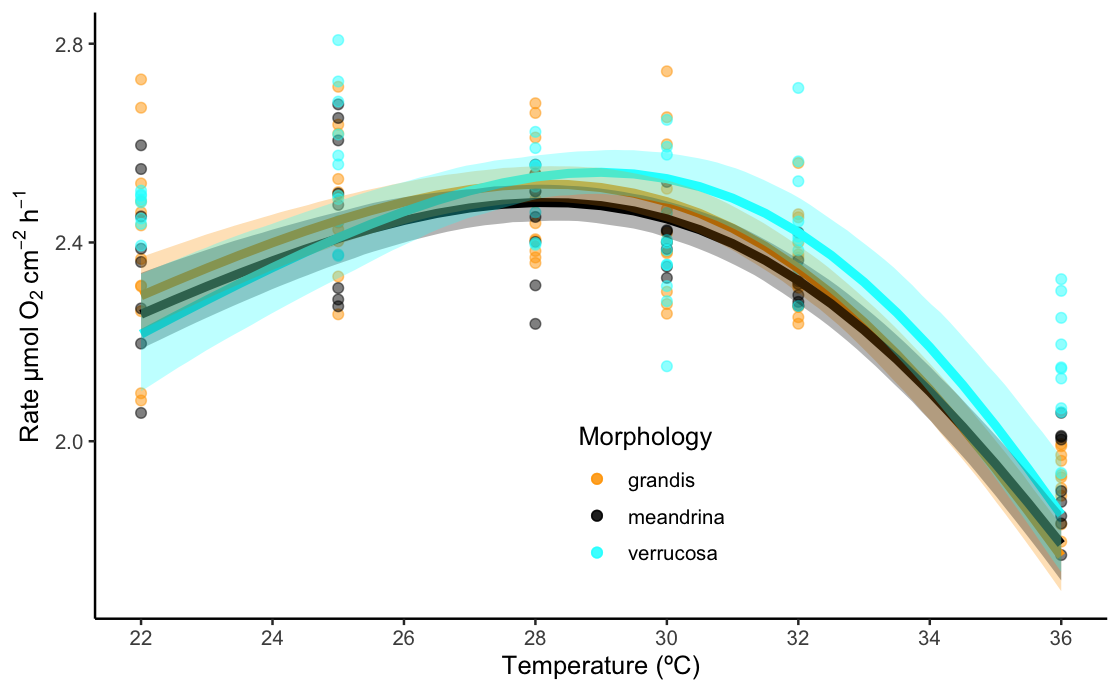 2.8
2.4
2.0
Rate µmol O₂ cm⁻² h⁻¹
Morphology
grandis
meandrina
verrucosa
22 24 26 28 30 32 34 36
Temperature (ºC)